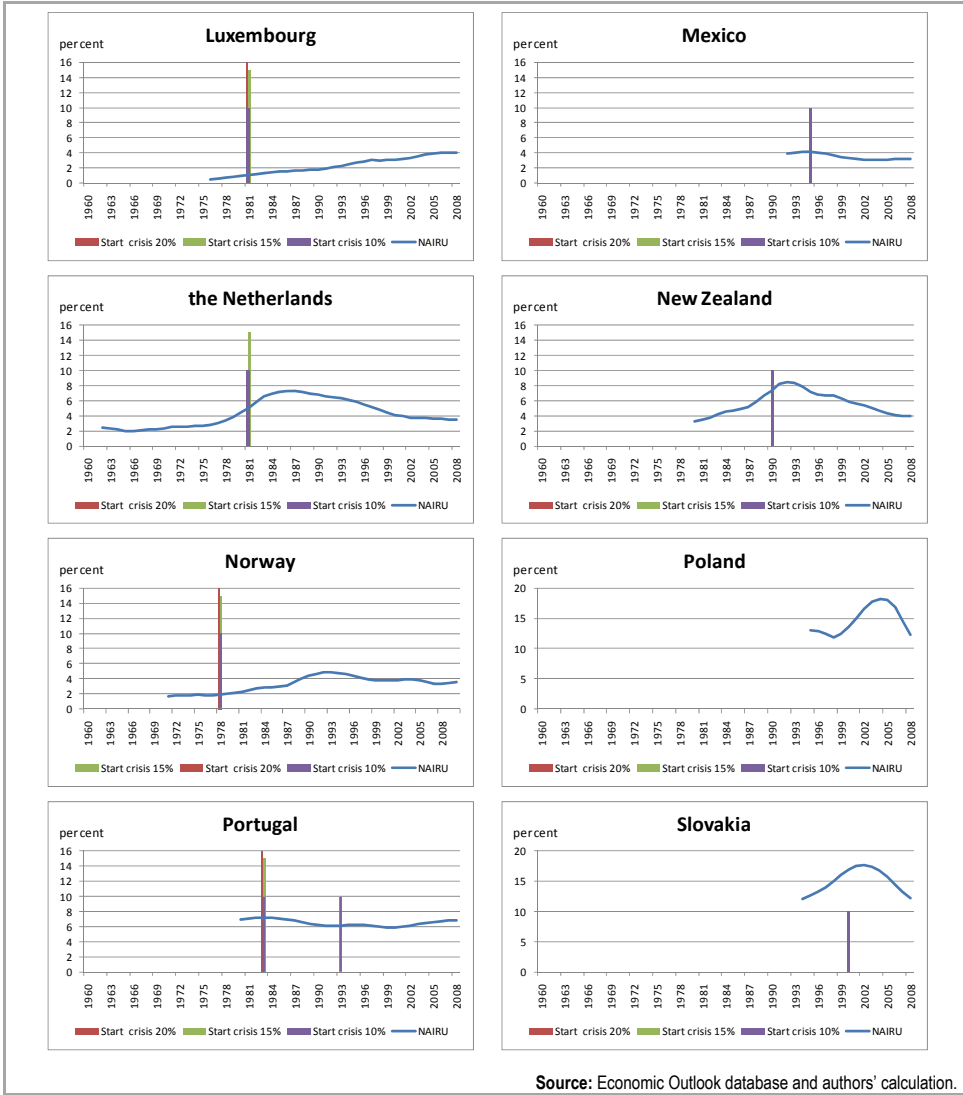 Luxembourg
percent
16
14
12
10
8
6
4
2
0
1960 1963 1966 1969 1972 1975 1978 1981 1984 1987 1990 1993 1996 1999 2002 2005 2008
Start crisis 20% Start crisis 15% Start crisis 10% NAIRU
Mexico
percent
16
14
12
10
8
6
4
2
0
1960 1963 1966 1969 1972 1975 1978 1981 1984 1987 1990 1993 1996 1999 2002 2005 2008
Start crisis 20% Start crisis 15% Start crisis 10% NAIRU
the Netherlands
percent
16
14
12
10
8
6
4
2
0
1960 1963 1966 1969 1972 1975 1978 1981 1984 1987 1990 1993 1996 1999 2002 2005 2008
Start crisis 20% Start crisis 15% Start crisis 10% NAIRU
New Zealand
percent
16
14
12
10
8
6
4
2
0
1960 1963 1966 1969 1972 1975 1978 1981 1984 1987 1990 1993 1996 1999 2002 2005 2008
Start crisis 20% Start crisis 15% Start crisis 10% NAIRU
Norway
percent
16
14
12
10
8
6
4
2
0
1960 1963 1966 1969 1972 1975 1978 1981 1984 1987 1990 1993 1996 1999 2002 2005 2008
Start crisis 15% Start crisis 20% Start crisis 10% NAIRU
Poland
percent
20
15
10
5
0
1960 1963 1966 1969 1972 1975 1978 1981 1984 1987 1990 1993 1996 1999 2002 2005 2008
Start crisis 20% Start crisis 15% Start crisis 10% NAIRU
Portugal
percent
16
14
12
10
8
6
4
2
0
1960 1963 1966 1969 1972 1975 1978 1981 1984 1987 1990 1993 1996 1999 2002 2005 2008
Start crisis 20% Start crisis 15% Start crisis 10% NAIRU
Slovakia
percent
20
15
10
5
0
1960 1963 1966 1969 1972 1975 1978 1981 1984 1987 1990 1993 1996 1999 2002 2005 2008
Start crisis 20% Start crisis 15% Start crisis 10% NAIRU
Source: Economic Outlook database and authors' calculation.